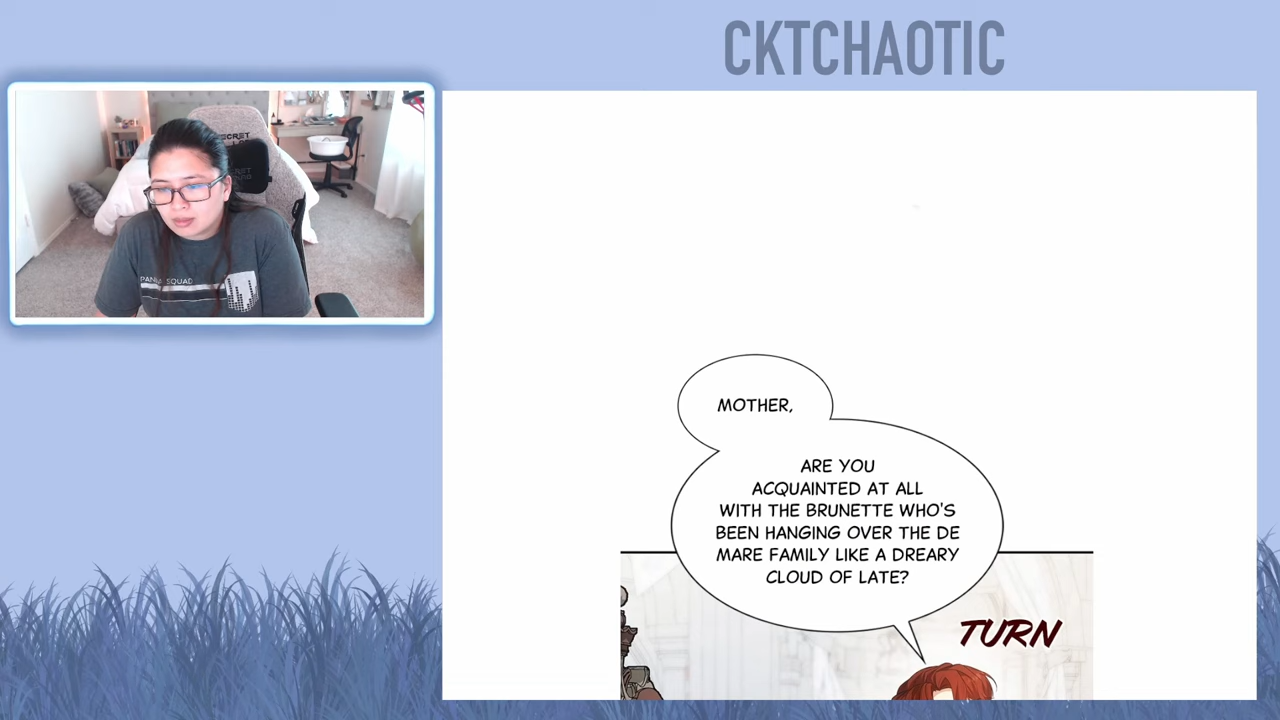 CKTCHAOTIC
MOTHER,
ARE YOU
ACQUAINTED AT ALL
WITH THE BRUNETTE WHO'S
BEEN HANGING OVER THE DE
MARE FAMILY LIKE A DREARY
CLOUD OF LATE?
TURN
SQUAD